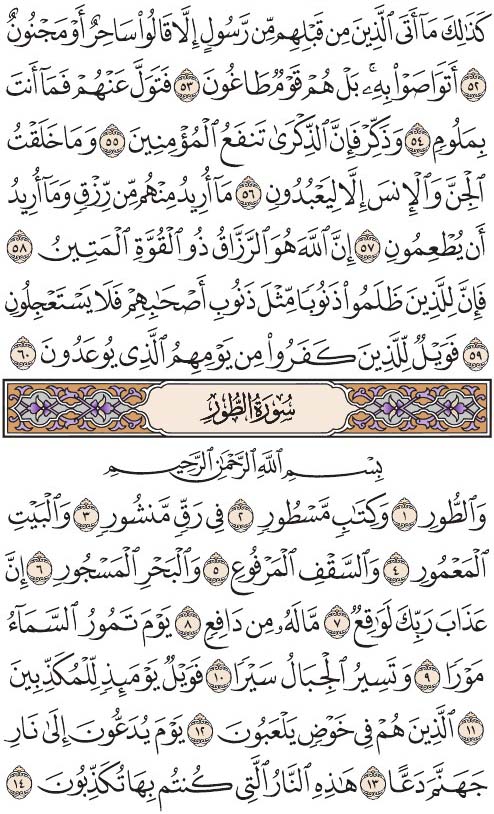 كَذَٰلِكَ مَآ أَتَى ٱلَّذِينَ مِن قَبْلِهِم مِّن رَّسُولٍ إِلَّا قَالُوا۟ سَاحِرٌ أَوْ مَجْنُونٌ
٥٢ أَتَوَاصَوْا۟ بِهِۦ ۚ بَلْ هُمْ قَوْمٌ طَاغُونَ ٥٣ فَتَوَلَّ عَنْهُمْ فَمَآ أَنتَ
بِمَلُومٍ ٥٤ وَذَكِّرْ فَإِنَّ ٱلذِّكْرَىٰ تَنفَعُ ٱلْمُؤْمِنِينَ ٥٥ وَمَا خَلَقْتُ
ٱلْجِنَّ وَٱلْإِنسَ إِلَّا لِيَعْبُدُونِ ٥٦ مَآ أُرِيدُ مِنْهُم مِّن رِّزْقٍ وَمَآ أُرِيدُ
أَن يُطْعِمُونِ ٥٧ إِنَّ ٱللَّهَ هُوَ ٱلرَّزَّاقُ ذُو ٱلْقُوَّةِ ٱلْمَتِينُ ٥٨
فَإِنَّ لِلَّذِينَ ظَلَمُوا۟ ذَنُوبًا مِّثْلَ ذَنُوبِ أَصْحَٰبِهِمْ فَلَا يَسْتَعْجِلُونِ
٥٩ فَوَيْلٌ لِّلَّذِينَ كَفَرُوا۟ مِن يَوْمِهِمُ ٱلَّذِى يُوعَدُونَ ٦٠
سُورَةُ الطُّورِ
بِسْمِ ٱللَّهِ ٱلرَّحْمَٰنِ ٱلرَّحِيمِ
وَٱلطُّورِ ١ وَكِتَٰبٍ مَّسْطُورٍ ٢ فِى رَقٍّ مَّنشُورٍ ٣ وَٱلْبَيْتِ
ٱلْمَعْمُورِ ٤ وَٱلسَّقْفِ ٱلْمَرْفُوعِ ٥ وَٱلْبَحْرِ ٱلْمَسْجُورِ ٦ إِنَّ
عَذَابَ رَبِّكَ لَوَٰقِعٌ ٧ مَّا لَهُۥ مِن دَافِعٍ ٨ يَوْمَ تَمُورُ ٱلسَّمَآءُ
مَوْرًا ٩ وَتَسِيرُ ٱلْجِبَالُ سَيْرًا ١٠ فَوَيْلٌ يَوْمَئِذٍ لِّلْمُكَذِّبِينَ
١١ ٱلَّذِينَ هُمْ فِى خَوْضٍ يَلْعَبُونَ ١٢ يَوْمَ يُدَعُّونَ إِلَىٰ نَارِ
جَهَنَّمَ دَعًّا ١٣ هَٰذِهِ ٱلنَّارُ ٱلَّتِى كُنتُم بِهَا تُكَذِّبُونَ ١٤